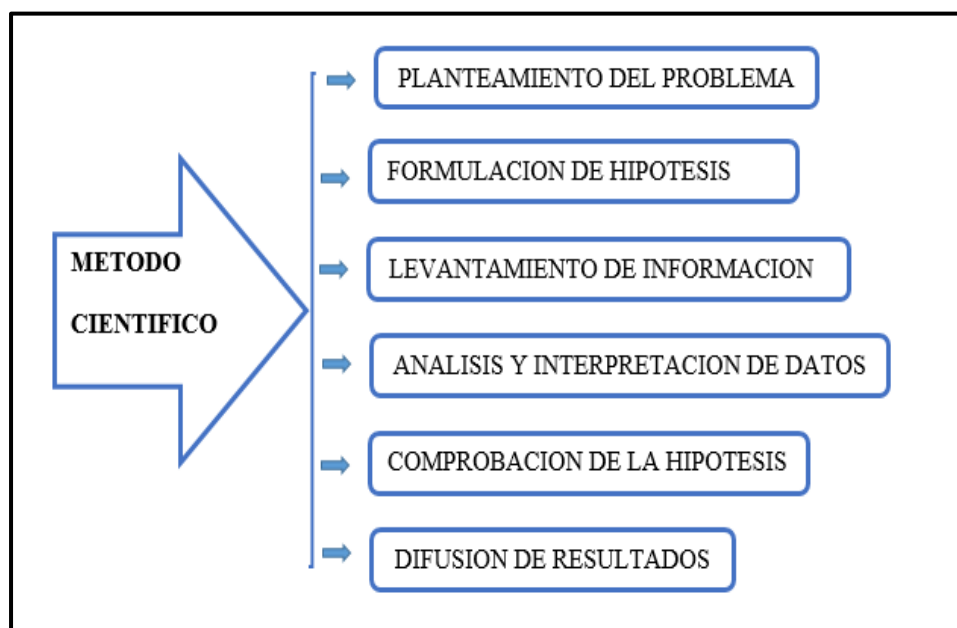 METODO
CIENTIFICO
PLANTEAMIENTO DEL PROBLEMA
FORMULACION DE HIPOTESIS
LEVANTAMIENTO DE INFORMACION
ANALISIS Y INTERPRETACION DE DATOS
COMPROBACION DE LA HIPOTESIS
DIFUSION DE RESULTADOS